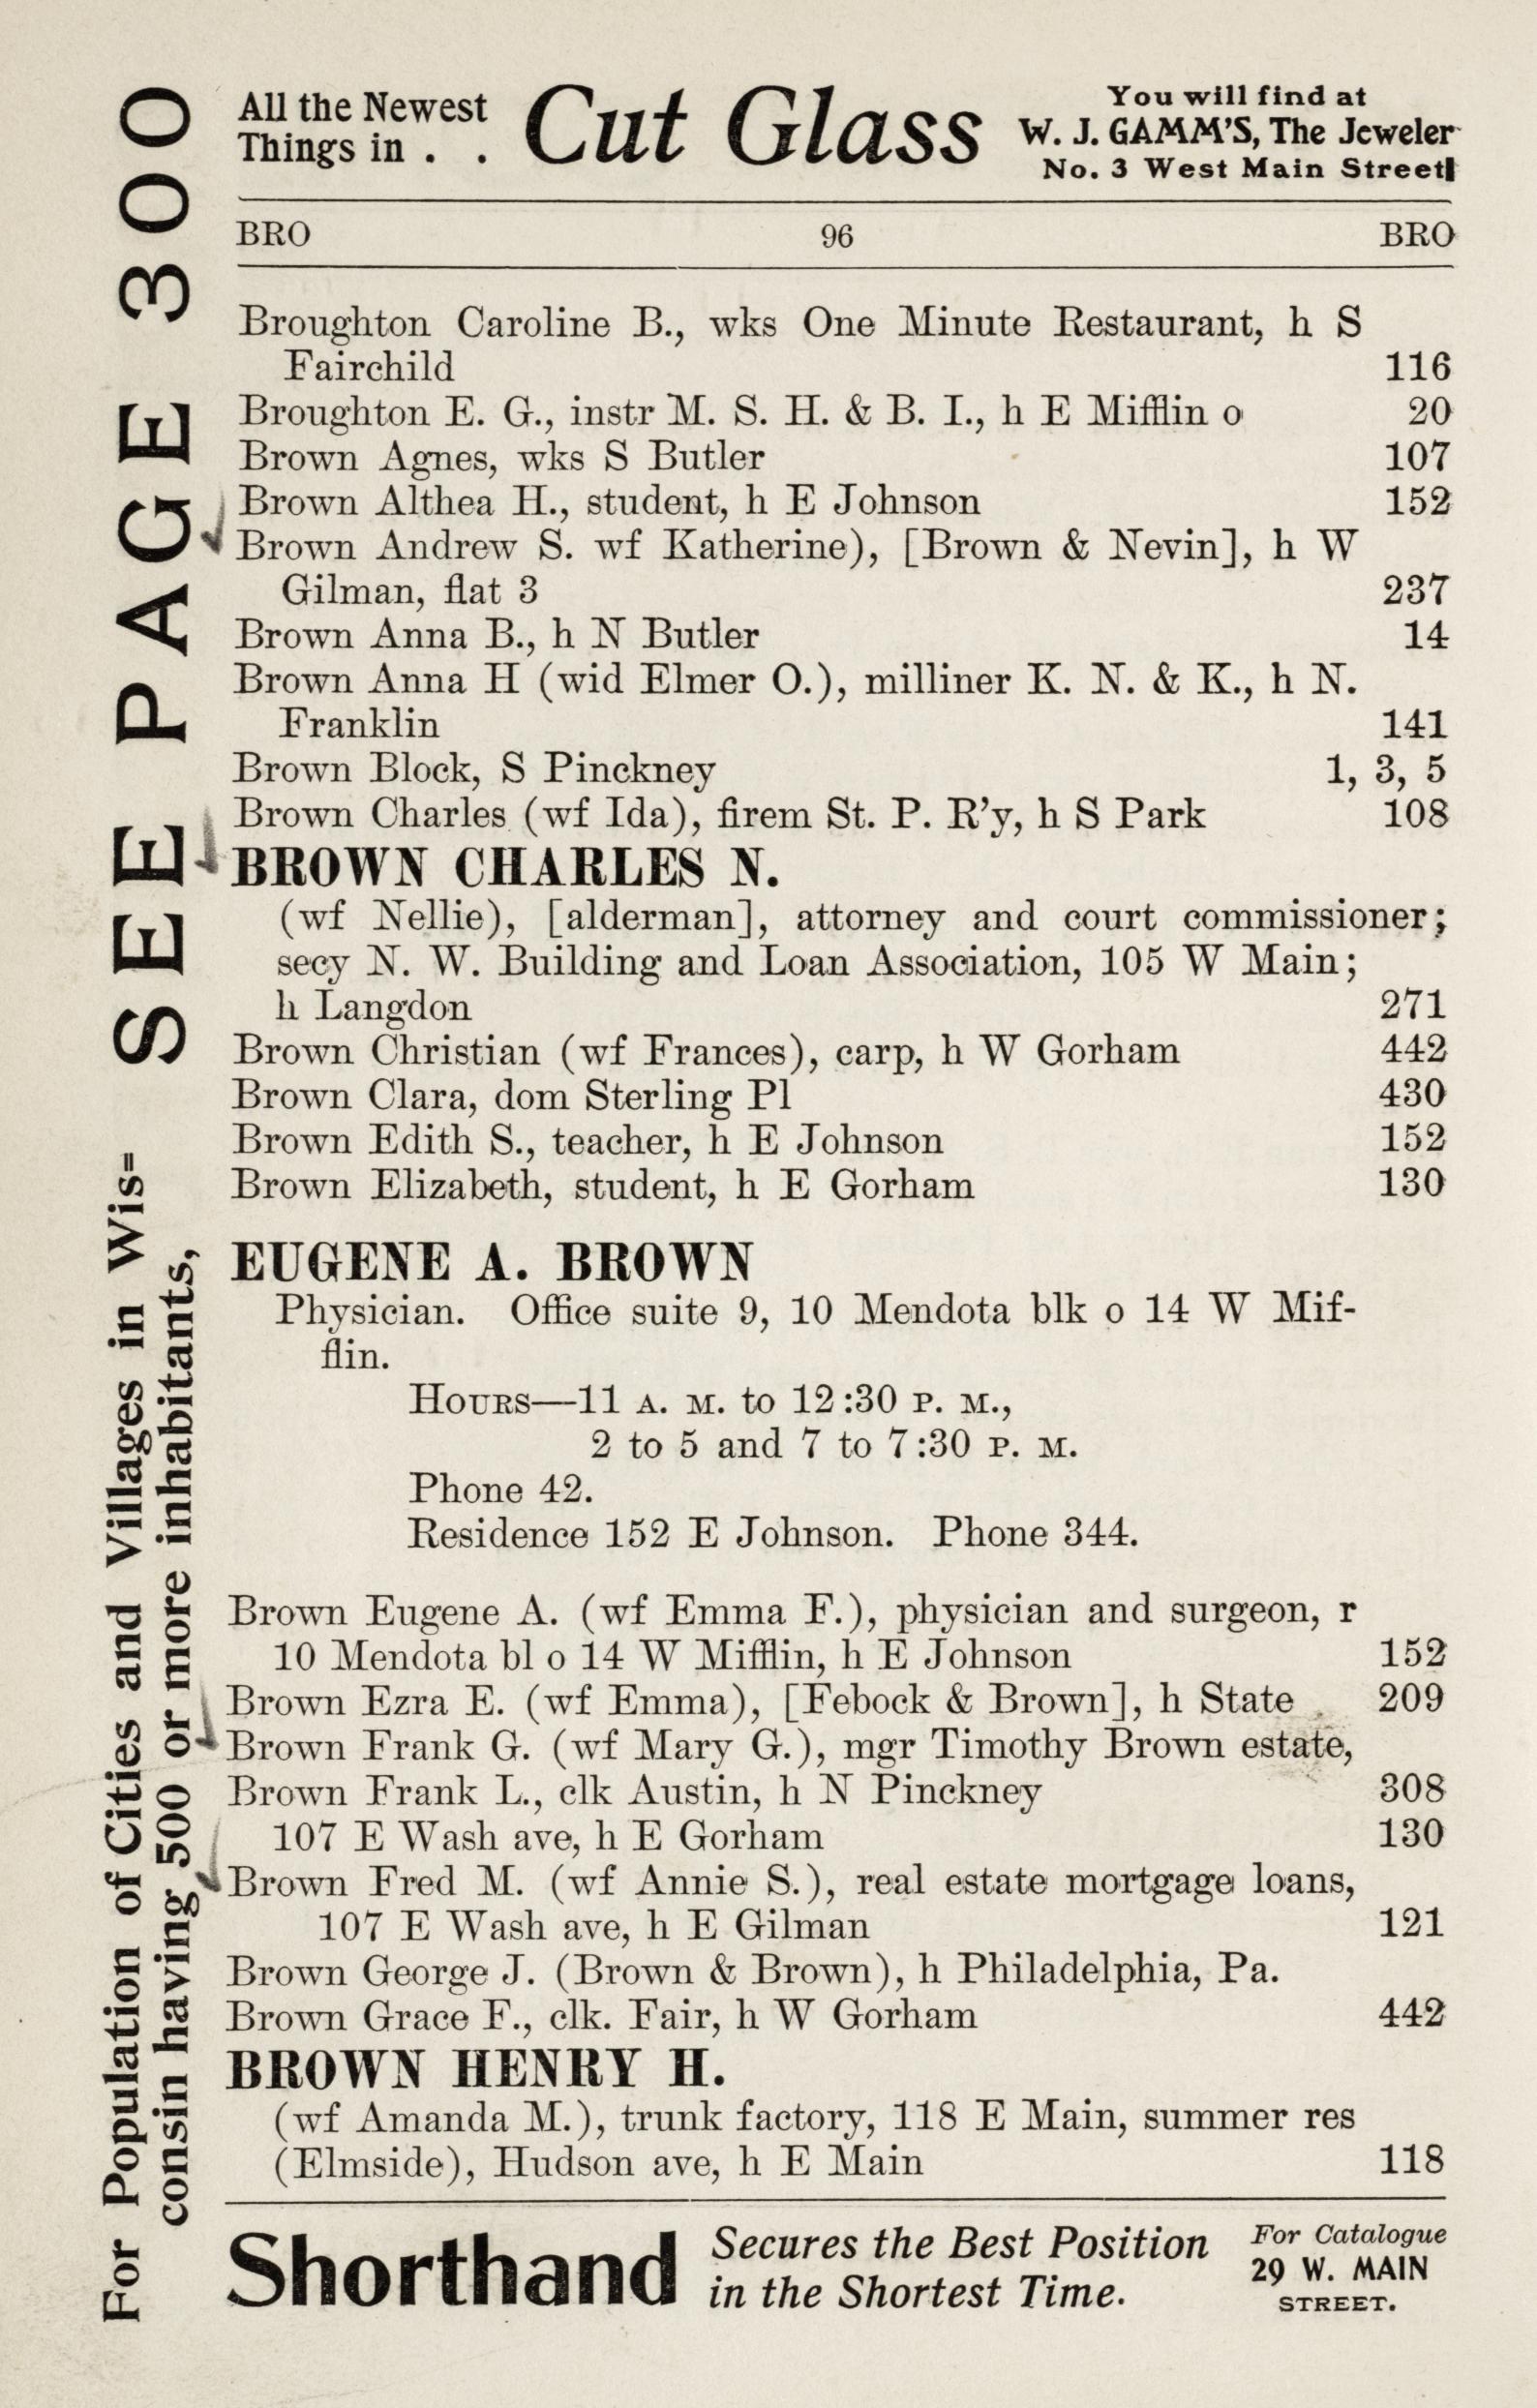 All the Newest
Things in . .
Cut Glass
You will find at
W. J. GAMM'S, The Jeweler
No. 3 West Main Street
BRO 96 BRO
Broughton Caroline B., wks One Minute Restaurant, h S
Fairchild 116
Broughton E. G., instr M. S. H. & B. I., h E Mifflin o 20
Brown Agnes, wks S Butler 107
Brown Althea H., student, h E Johnson 152
Brown Andrew S. wf Katherine), [Brown & Nevin], h W
Gilman, flat 3 237
Brown Anna B., h N Butler 14
Brown Anna H (wid Elmer O.), milliner K. N. & K., h N.
Franklin 141
Brown Block, S Pinckney 1, 3, 5
Brown Charles (wf Ida), firem St. P. R'y, h S Park 108
BROWN CHARLES N.
(wf Nellie), [alderman], attorney and court commissioner;
secy N. W. Building and Loan Association, 105 W Main;
h Langdon 271
Brown Christian (wf Frances), carp, h W Gorham 442
Brown Clara, dom Sterling Pl 430
Brown Edith S., teacher, h E Johnson 152
Brown Elizabeth, student, h E Gorham 130
EUGENE A. BROWN
Physician. Office suite 9, 10 Mendota blk o 14 W Mif-
flin.
HOURS—11 A. M. to 12:30 P. M.,
2 to 5 and 7 to 7:30 P. M.
Phone 42.
Residence 152 E Johnson. Phone 344.
Brown Eugene A. (wf Emma F.), physician and surgeon, r
10 Mendota bl o 14 W Mifflin, h E Johnson 152
Brown Ezra E. (wf Emma), [Febock & Brown], h State 209
Brown Frank G. (wf Mary G.), mgr Timothy Brown estate,
Brown Frank L., clk Austin, h N Pinckney 308
107 E Wash ave, h E Gorham 130
Brown Fred M. (wf Annie S.), real estate mortgage loans,
107 E Wash ave, h E Gilman 121
Brown George J. (Brown & Brown), h Philadelphia, Pa.
Brown Grace F., clk. Fair, h W Gorham 442
BROWN HENRY H.
(wf Amanda M.), trunk factory, 118 E Main, summer res
(Elmside), Hudson ave, h E Main 118
Shorthand
Secures the Best Position
in the Shortest Time.
For Catalogue
29 W. MAIN
STREET.
For Population of Cities and Villages in Wis=
consin having 500 or more inhabitants,
SEE PAGE 300